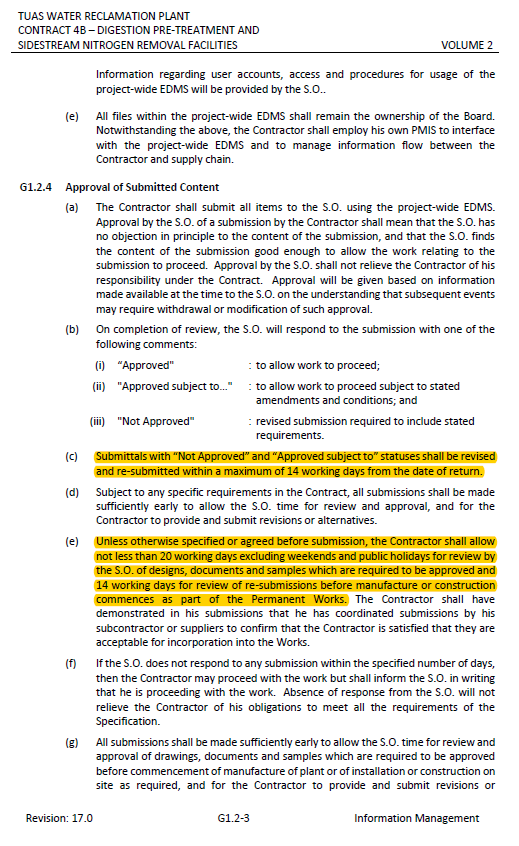 TUAS WATER RECLAMATION PLANT
CONTRACT 4B – DIGESTION PRE-TREATMENT AND
SIDESTREAM NITROGEN REMOVAL FACILITIES VOLUME 2
Information regarding user accounts, access and procedures for usage of the
project-wide EDMS will be provided by the S.O..
(e) All files within the project-wide EDMS shall remain the ownership of the Board.
Notwithstanding the above, the Contractor shall employ his own PMIS to interface
with the project-wide EDMS and to manage information flow between the
Contractor and supply chain.
G1.2.4 Approval of Submitted Content
(a) The Contractor shall submit all items to the S.O. using the project-wide EDMS.
Approval by the S.O. of a submission by the Contractor shall mean that the S.O. has
no objection in principle to the content of the submission, and that the S.O. finds
the content of the submission good enough to allow the work relating to the
submission to proceed. Approval by the S.O. shall not relieve the Contractor of his
responsibility under the Contract. Approval will be given based on information
made available at the time to the S.O. on the understanding that subsequent events
may require withdrawal or modification of such approval.
(b) On completion of review, the S.O. will respond to the submission with one of the
following comments:
(i) “Approved" : to allow work to proceed;
(ii) "Approved subject to…" : to allow work to proceed subject to stated
amendments and conditions; and
(iii) "Not Approved" : revised submission required to include stated
requirements.
(c) Submittals with “Not Approved” and “Approved subject to” statuses shall be revised
and re-submitted within a maximum of 14 working days from the date of return.
(d) Subject to any specific requirements in the Contract, all submissions shall be made
sufficiently early to allow the S.O. time for review and approval, and for the
Contractor to provide and submit revisions or alternatives.
(e) Unless otherwise specified or agreed before submission, the Contractor shall allow
not less than 20 working days excluding weekends and public holidays for review by
the S.O. of designs, documents and samples which are required to be approved and
14 working days for review of re-submissions before manufacture or construction
commences as part of the Permanent Works. The Contractor shall have
demonstrated in his submissions that he has coordinated submissions by his
subcontractor or suppliers to confirm that the Contractor is satisfied that they are
acceptable for incorporation into the Works.
(f) If the S.O. does not respond to any submission within the specified number of days,
then the Contractor may proceed with the work but shall inform the S.O. in writing
that he is proceeding with the work. Absence of response from the S.O. will not
relieve the Contractor of his obligations to meet all the requirements of the
Specification.
(g) All submissions shall be made sufficiently early to allow the S.O. time for review and
approval of drawings, documents and samples which are required to be approved
before commencement of manufacture of plant or of installation or construction on
site as required, and for the Contractor to provide and submit revisions or
Revision: 17.0 G1.2-3 Information Management